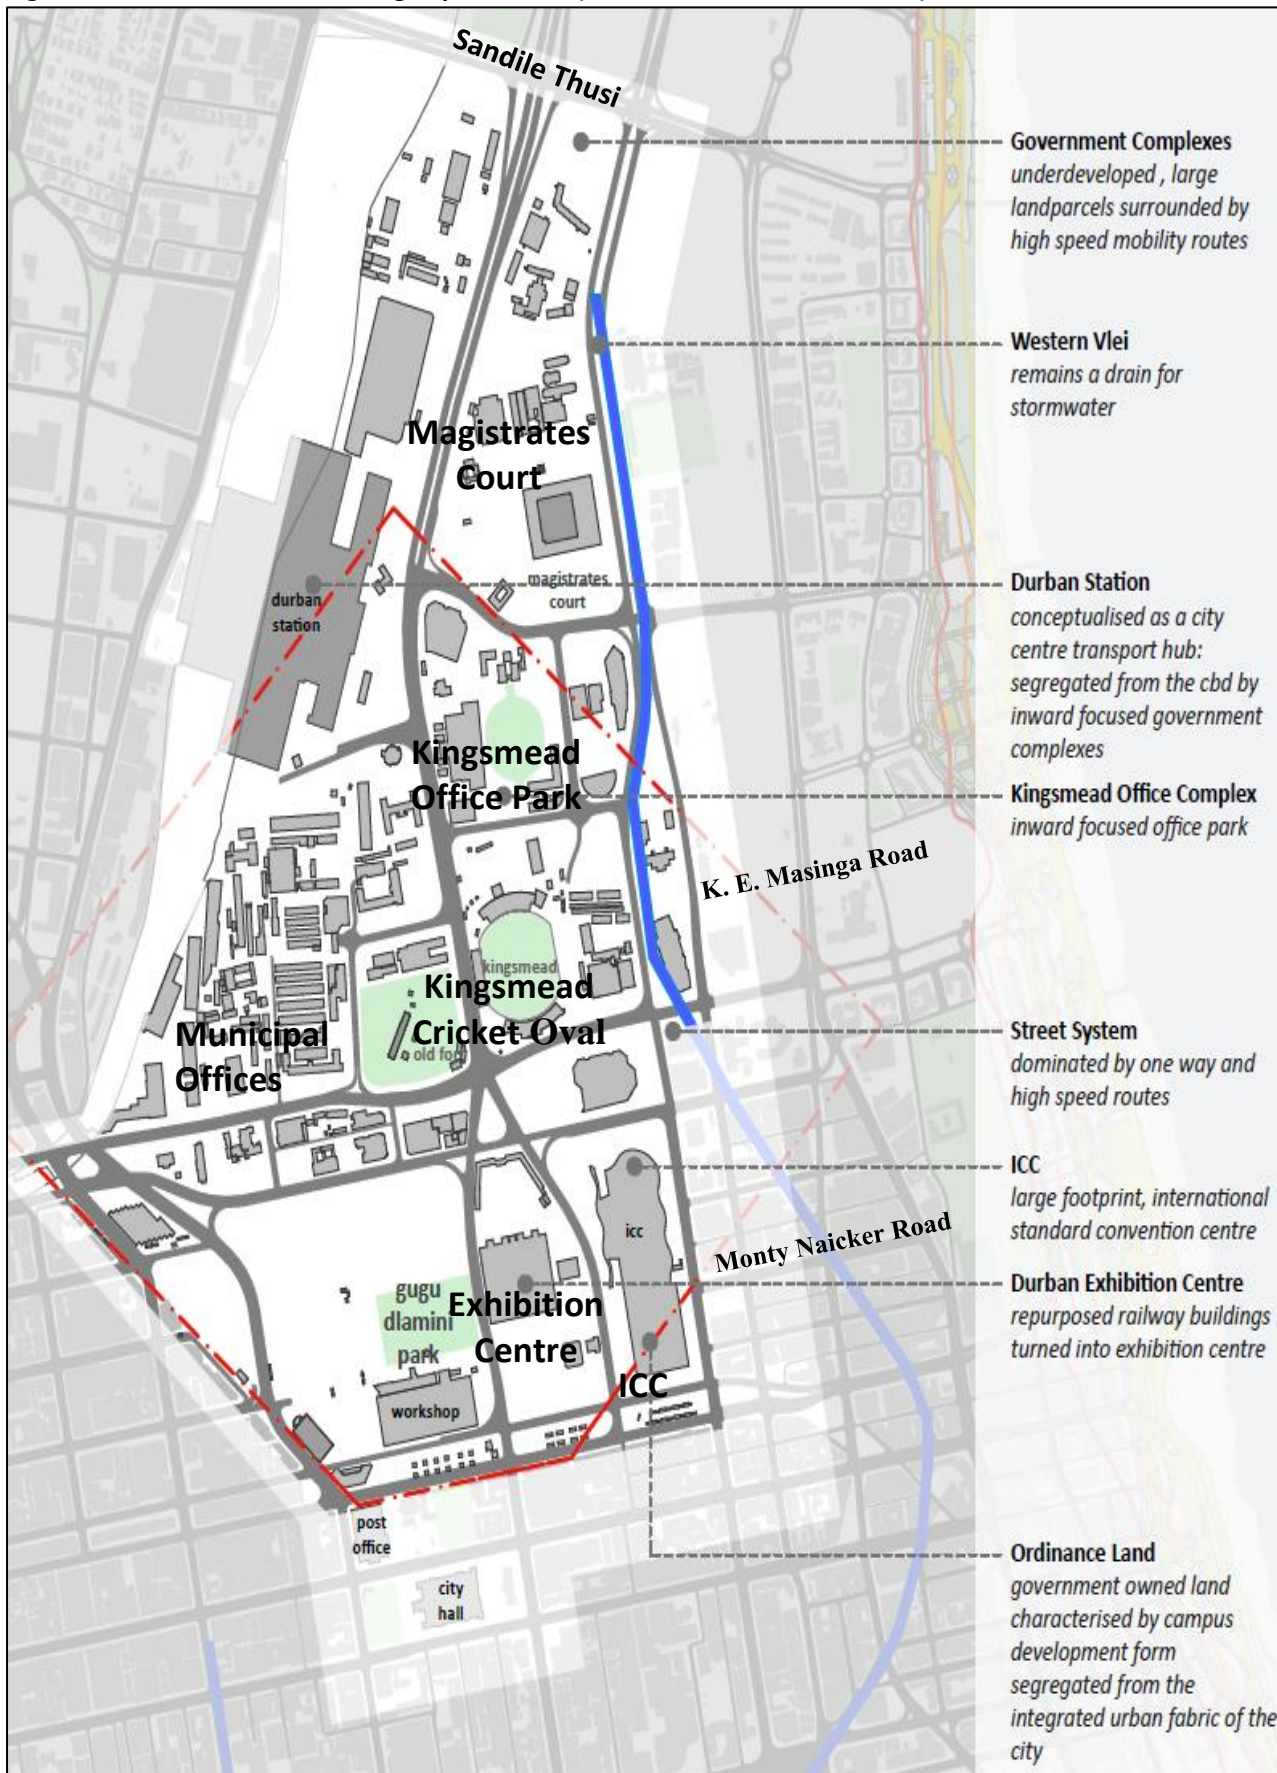 Sandile Thusi
Government Complexes
underdeveloped , large
landparcels surrounded by
high speed mobility routes
Western Vlei
remains a drain for
stormwater
Magistrates
Court
magistrates
court
durban
station
Durban Station
conceptualised as a city
centre transport hub:
segregated from the cbd by
inward focused government
complexes
Kingsmead
Office Park
Kingsmead Office Complex
inward focused office park
K. E. Masinga Road
kingsmead
Kingsmead
Cricket Oval
old fort
Municipal
Offices
Street System
dominated by one way and
high speed routes
ICC
large footprint, international
standard convention centre
icc
Monty Naicker Road
Durban Exhibition Centre
repurposed railway buildings
turned into exhibition centre
gugu
dlamini
park
Exhibition
Centre
ICC
workshop
post
office
city
hall
Ordinance Land
government owned land
characterised by campus
development form
segregated from the
integrated urban fabric of the
city